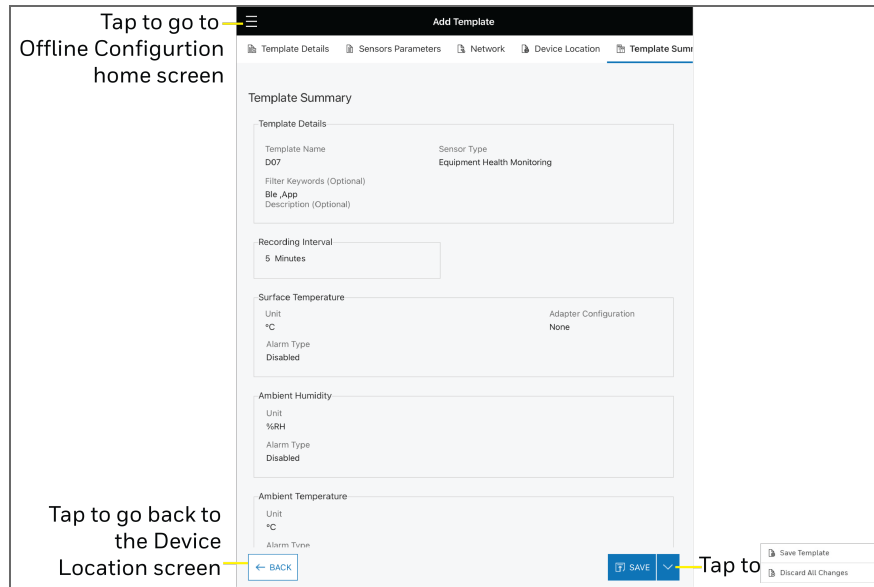 Tap to go to
Offline Configurtion
home screen
Add Template
Template Details Sensors Parameters Network Device Location Template Sumr
Template Summary
Template Details
Template Name Sensor Type
D07 Equipment Health Monitoring
Filter Keywords (Optional)
Ble ,App
Description (Optional)
Recording Interval
5 Minutes
Surface Temperature
Unit Adapter Configuration
°C None
Alarm Type
Disabled
Ambient Humidity
Unit
%RH
Alarm Type
Disabled
Ambient Temperature
Unit
°C
Alarm Type
Tap to go back to
the Device
Location screen
← BACK SAVE
Tap to
Save Template
Discard All Changes